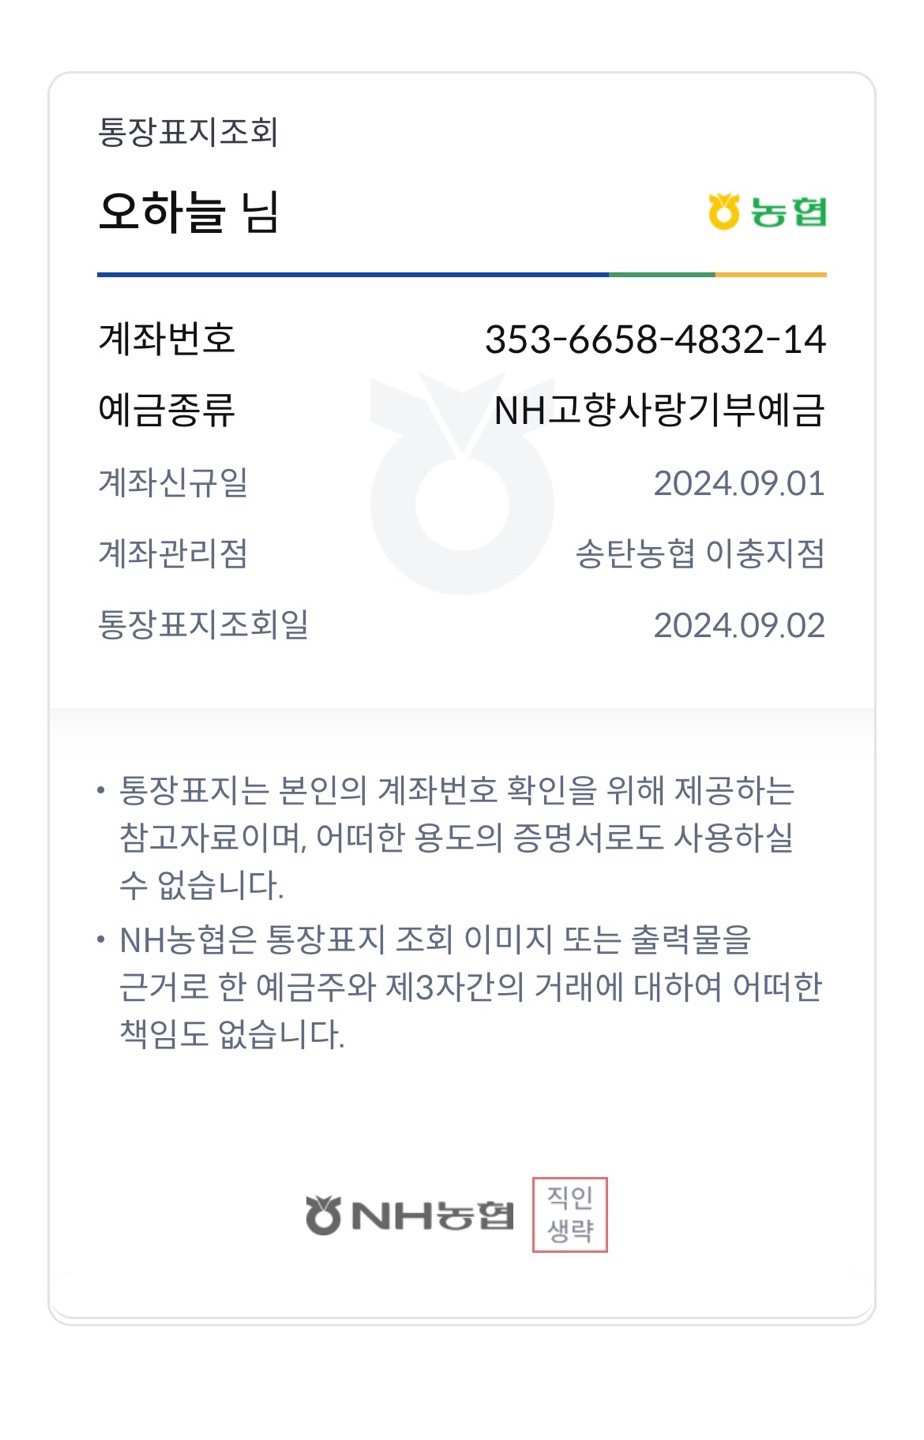 통장표지조회
오하늘 님
농협
계좌번호 353-6658-4832-14
예금종류 NH고향사랑기부예금
계좌신규일 2024.09.01
계좌관리점 송탄농협 이충지점
통장표지조회일 2024.09.02
• 통장표지는 본인의 계좌번호 확인을 위해 제공하는
참고자료이며, 어떠한 용도의 증명서로도 사용하실
수 없습니다.
• NH농협은 통장표지 조회 이미지 또는 출력물을
근거로 한 예금주와 제3자간의 거래에 대하여 어떠한
책임도 없습니다.
NH농협
직인
생략